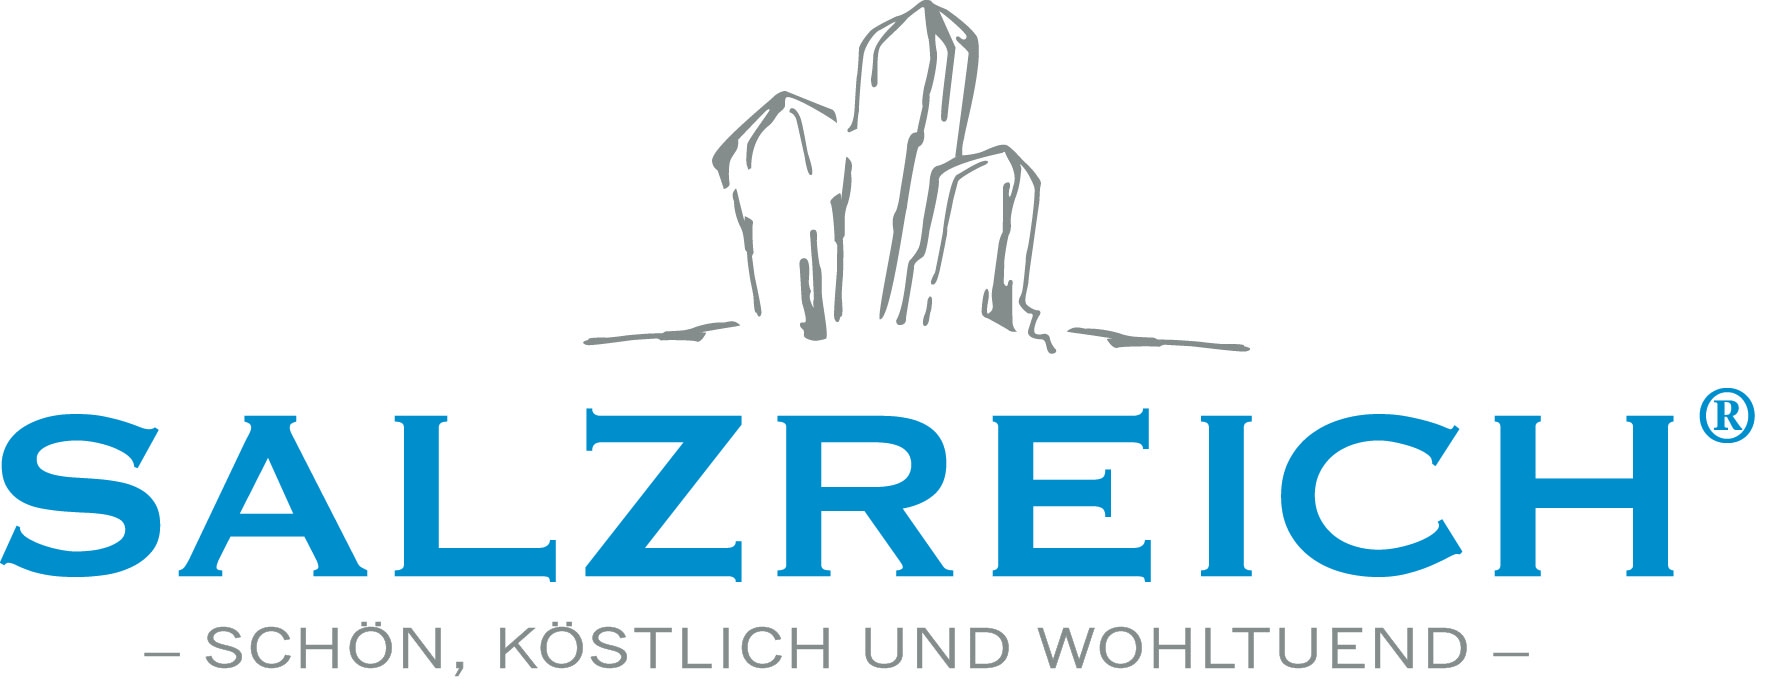 SALZREICH®
– SCHÖN, KÖSTLICH UND WOHLTUEND –